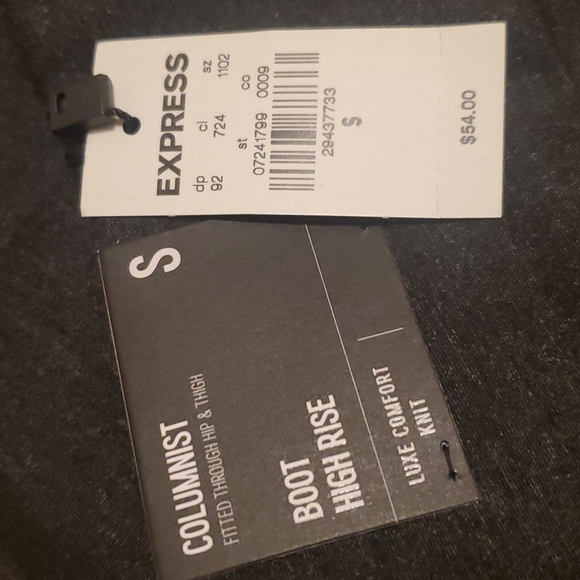 EXPRESS
dp cl sz
92 724 1102
st co
07241799 0009
29437733
S
$54.00
S
COLUMNIST
FITTED THROUGH HIP & THIGH
BOOT
HIGH RISE
LUXE COMFORT
KNIT